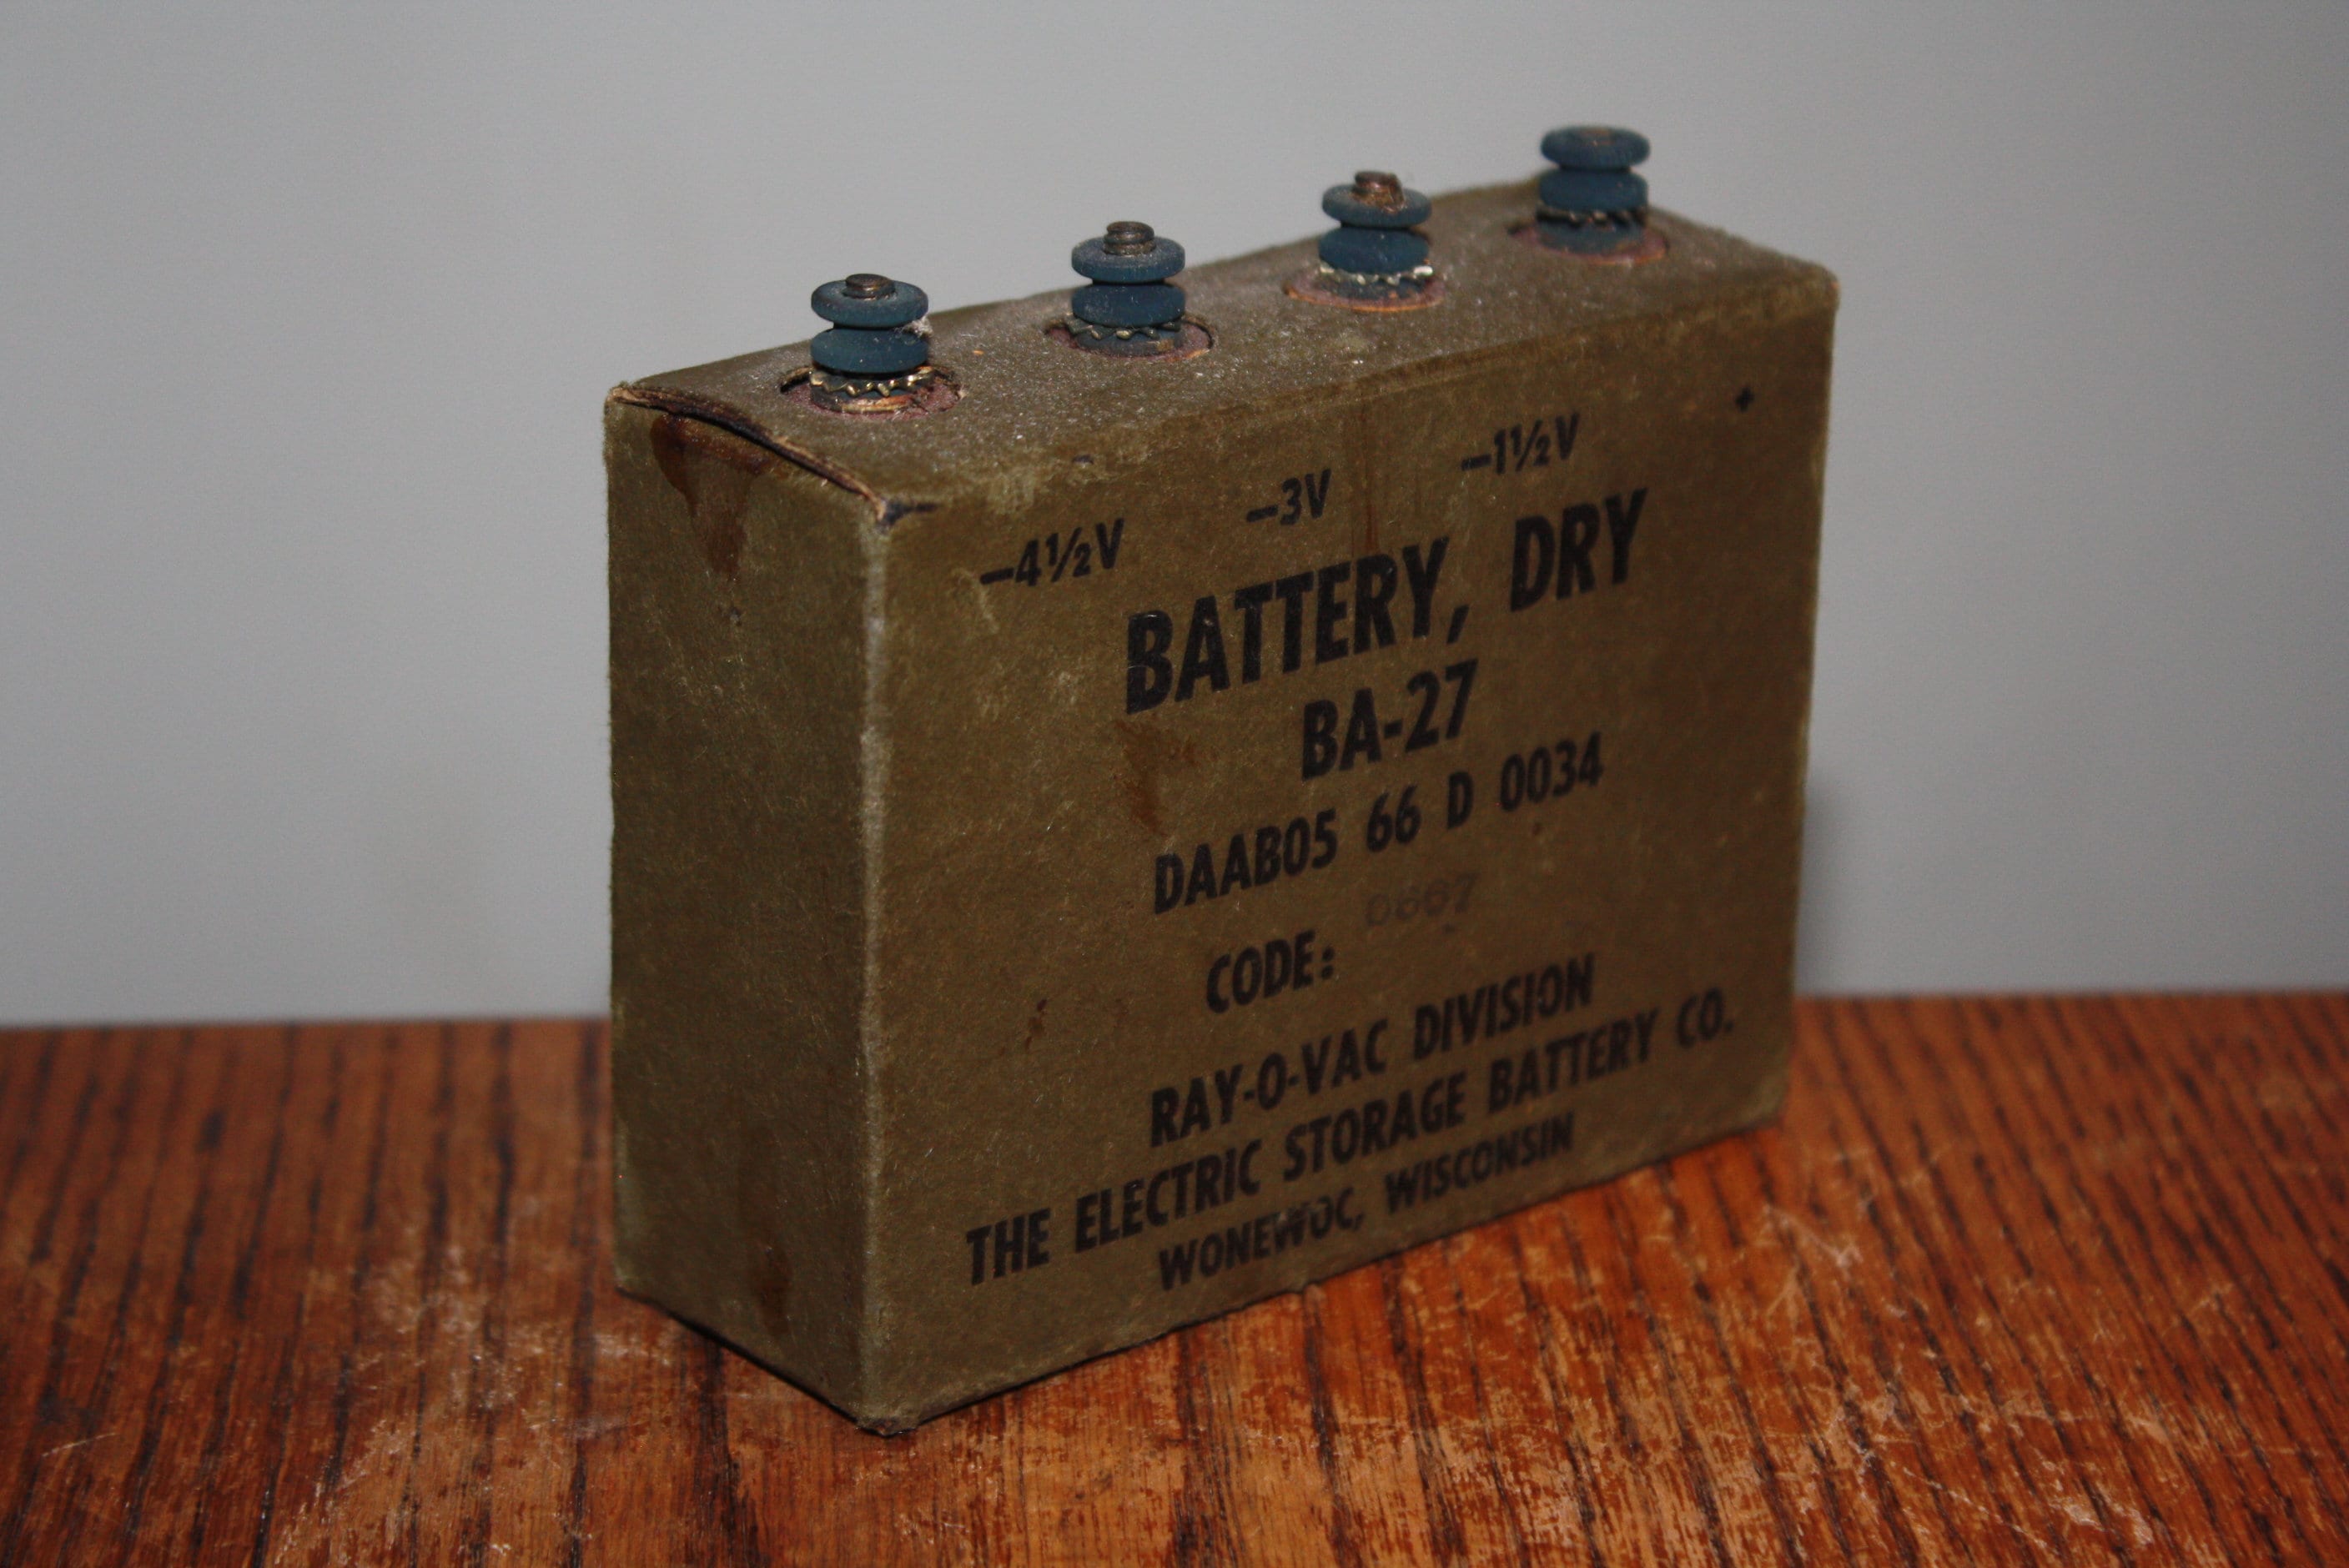 -4½V -3V -1½V +
BATTERY, DRY
BA-27
DAAB05 66 D 0034
CODE: 0667
RAY-O-VAC DIVISION
THE ELECTRIC STORAGE BATTERY CO.
WONEWOC, WISCONSIN